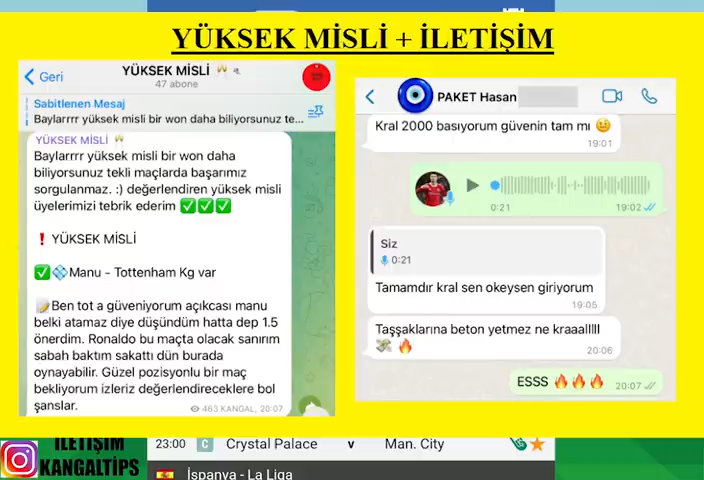 YÜKSEK MİSLİ + İLETİŞİM
Geri
YÜKSEK MİSLİ
47 abone
Sabitlenen Mesaj
Baylarrrr yüksek misli bir won daha biliyorsunuz te...
YÜKSEK MİSLİ
Baylarrrr yüksek misli bir won daha
biliyorsunuz tekli maçlarda başarımız
sorgulanmaz. :) değerlendiren yüksek misli
üyelerimizi tebrik ederim ✅✅✅
❗ YÜKSEK MİSLİ
✅💠Manu - Tottenham Kg var
📝Ben tot a güveniyorum açıkcası manu
belki atamaz diye düşündüm hatta dep 1.5
önerdim. Ronaldo bu maçta olacak sanırım
sabah baktım sakattı dün burada
oynayabilir. Güzel pozisyonlu bir maç
bekliyorum izleriz değerlendireceklere bol
şanslar.
463 KANGAL, 20:07
PAKET Hasan
Kral 2000 basıyorum güvenin tam mı 😉
19:01
0:21
19:02
Siz
0:21
Tamamdır kral sen okeysen giriyorum
19:05
Taşşaklarına beton yetmez ne kraaallllll
💸 🔥
20:06
ESSS 🔥🔥🔥
20:07
23:00 C Crystal Palace v Man. City
İspanya - La Liga
İLETİŞİM
KANGALTİPS